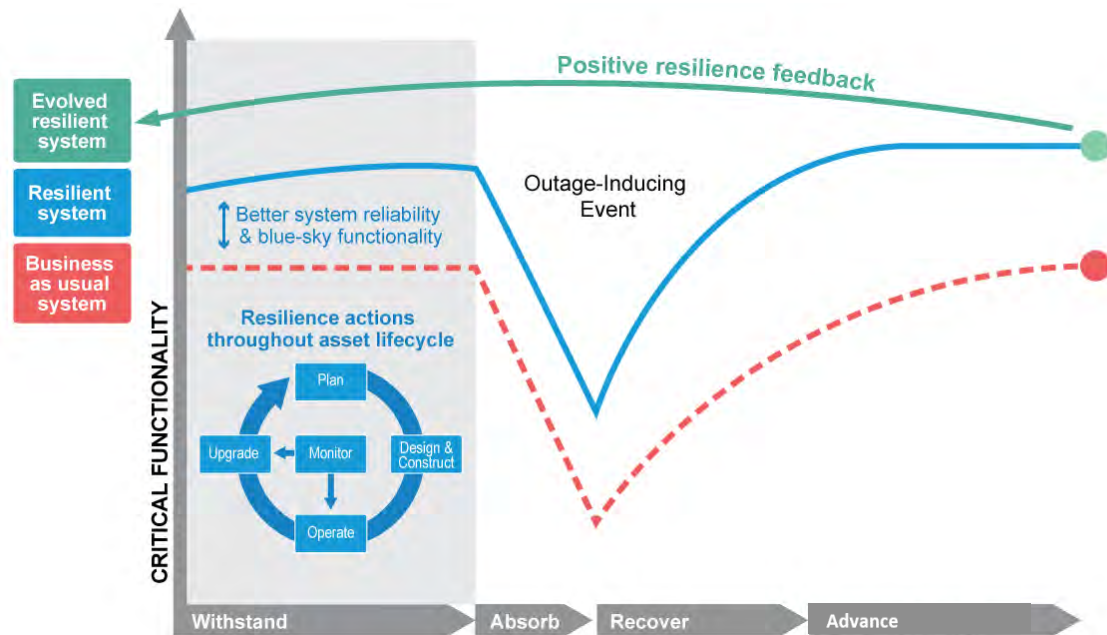 Positive resilience feedback
Evolved
resilient
system
Resilient
system
Business
as usual
system
CRITICAL FUNCTIONALITY
Outage-Inducing
Event
Better system reliability
& blue-sky functionality
Resilience actions
throughout asset lifecycle
Plan
Upgrade
Monitor
Design &
Construct
Operate
Withstand
Absorb
Recover
Advance